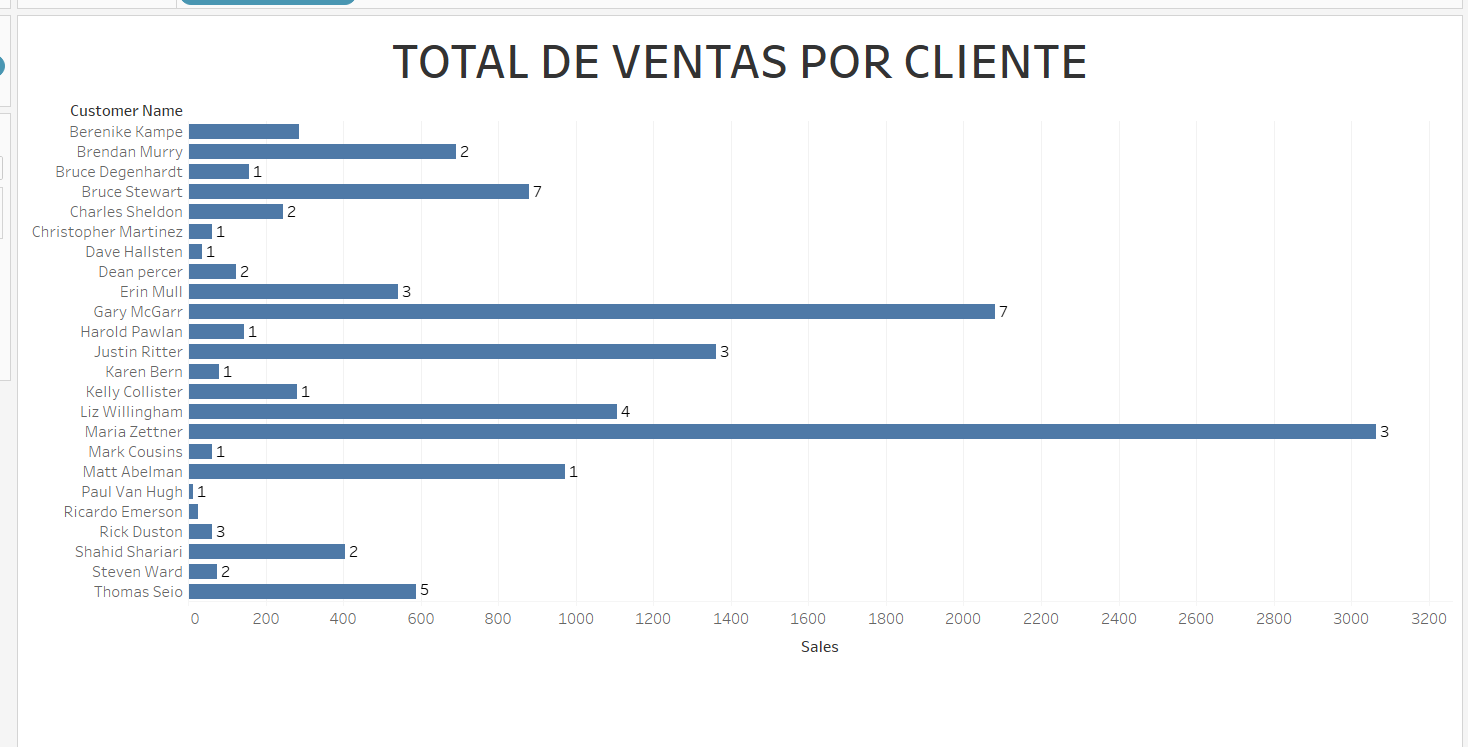 TOTAL DE VENTAS POR CLIENTE
Customer Name
Berenike Kampe
Brendan Murry 2
Bruce Degenhardt 1
Bruce Stewart 7
Charles Sheldon 2
Christopher Martinez 1
Dave Hallsten 1
Dean percer 2
Erin Mull 3
Gary McGarr 7
Harold Pawlan 1
Justin Ritter 3
Karen Bern 1
Kelly Collister 1
Liz Willingham 4
Maria Zettner 3
Mark Cousins 1
Matt Abelman 1
Paul Van Hugh 1
Ricardo Emerson
Rick Duston 3
Shahid Shariari 2
Steven Ward 2
Thomas Seio 5
0 200 400 600 800 1000 1200 1400 1600 1800 2000 2200 2400 2600 2800 3000 3200
Sales